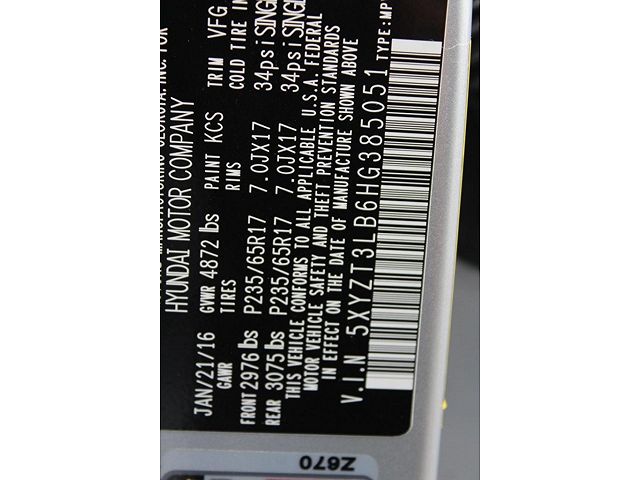 HYUNDAI MOTOR COMPANY
JAN/21/16 GVWR 4872 lbs PAINT KCS TRIM VFG
GAWR TIRES RIMS COLD TIRE
FRONT 2976 lbs P235/65R17 7.0JX17 34psi SINGL
REAR 3075 lbs P235/65R17 7.0JX17 34psi SINGL
THIS VEHICLE CONFORMS TO ALL APPLICABLE U.S.A. FEDERAL
MOTOR VEHICLE SAFETY AND THEFT PREVENTION STANDARDS
IN EFFECT ON THE DATE OF MANUFACTURE SHOWN ABOVE
V.I.N 5XYZT3LB6HG385051 TYPE:MP
Z670